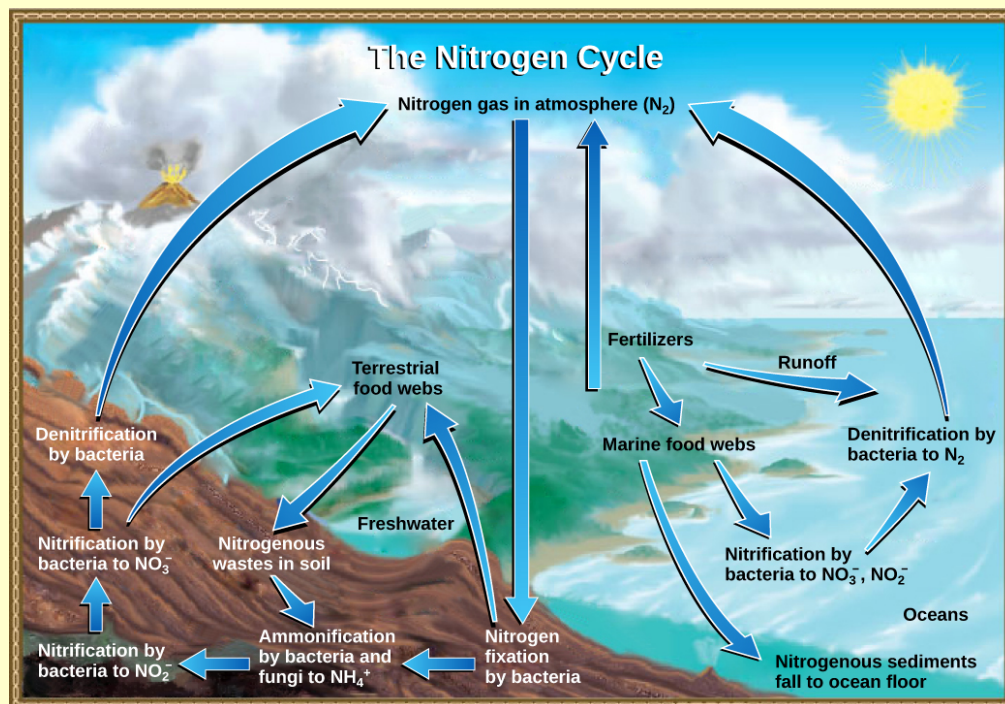 The Nitrogen Cycle
Nitrogen gas in atmosphere (N₂)
Fertilizers
Runoff
Terrestrial
food webs
Denitrification
by bacteria
Marine food webs
Denitrification by
bacteria to N₂
Freshwater
Nitrification by
bacteria to NO₃⁻
Nitrogenous
wastes in soil
Nitrification by
bacteria to NO₃⁻, NO₂⁻
Oceans
Nitrification by
bacteria to NO₂⁻
Ammonification
by bacteria and
fungi to NH₄⁺
Nitrogen
fixation
by bacteria
Nitrogenous sediments
fall to ocean floor